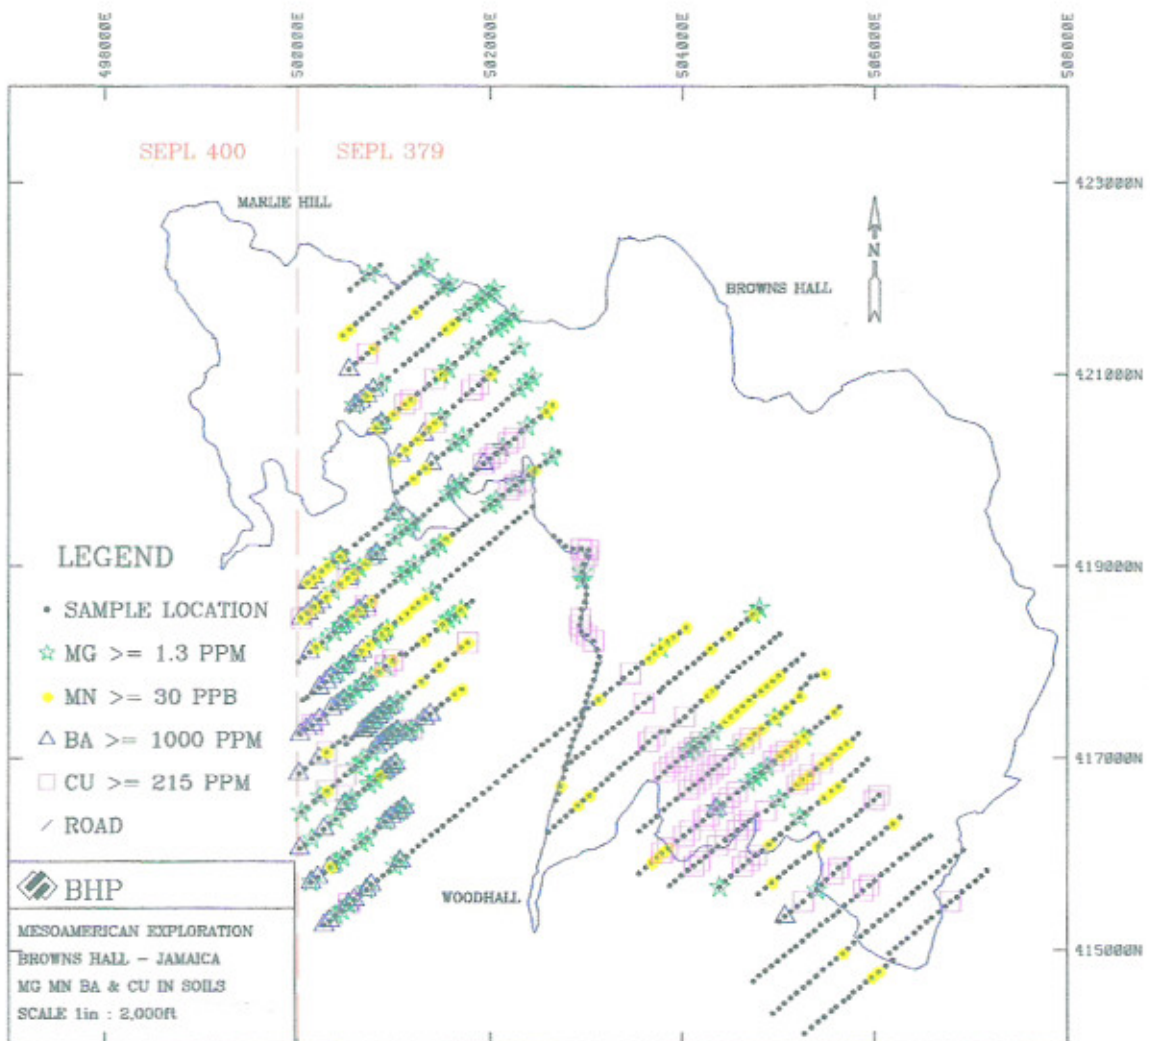 498000E
500000E
502000E
504000E
506000E
508000E
SEPL 400
SEPL 379
423000N
MARLIE HILL
N
BROWNS HALL
421000N
419000N
LEGEND
SAMPLE LOCATION
MG >= 1.3 PPM
MN >= 30 PPB
BA >= 1000 PPM
CU >= 215 PPM
ROAD
417000N
WOODHALL
BHP
MESOAMERICAN EXPLORATION
BROWNS HALL - JAMAICA
MG MN BA & CU IN SOILS
SCALE 1in : 2,000ft
415000N